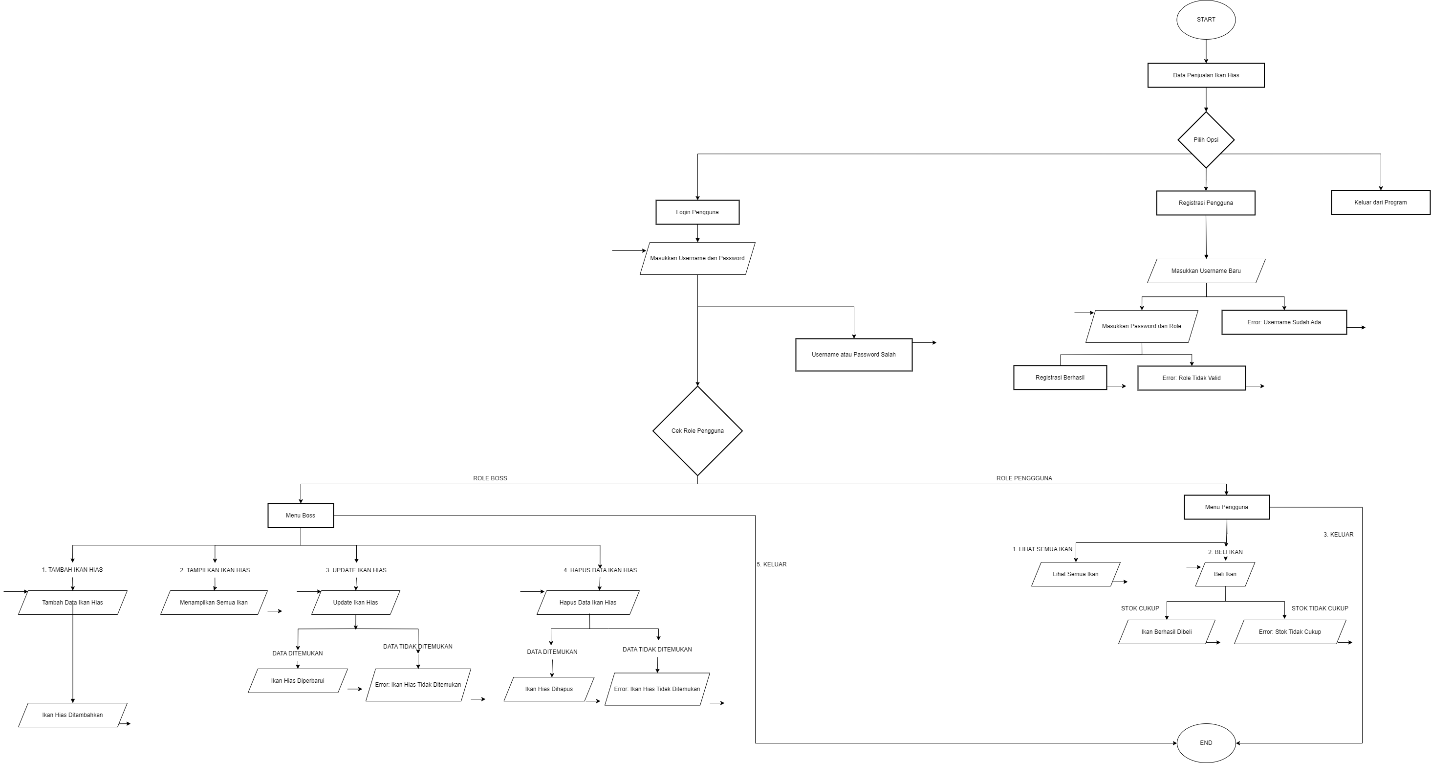 START
Data Penjualan Ikan Hias
Pilih Opsi
Login Pengguna
Registrasi Pengguna
Keluar dari Program
Masukkan Username dan Password
Masukkan Username Baru
Masukkan Password dan Role
Error: Username Sudah Ada
Username atau Password Salah
Registrasi Berhasil
Error: Role Tidak Valid
Cek Role Pengguna
ROLE BOSS
ROLE PENGGGUNA
Menu Boss
Menu Pengguna
3. KELUAR
1. LIHAT SEMUA IKAN
2. BELI IKAN
5. KELUAR
1. TAMBAH IKAN HIAS
2. TAMPILKAN IKAN HIAS
3. UPDATE IKAN HIAS
4. HAPUS DATA IKAN HIAS
Lihat Semua Ikan
Beli Ikan
Tambah Data Ikan Hias
Menampilkan Semua Ikan
Update Ikan Hias
Hapus Data Ikan Hias
STOK CUKUP
STOK TIDAK CUKUP
Ikan Berhasil Dibeli
Error: Stok Tidak Cukup
DATA DITEMUKAN
DATA TIDAK DITEMUKAN
DATA DITEMUKAN
DATA TIDAK DITEMUKAN
Ikan Hias Diperbarui
Error: Ikan Hias Tidak Ditemukan
Ikan Hias Dihapus
Error: Ikan Hias Tidak Ditemukan
Ikan Hias Ditambahkan
END